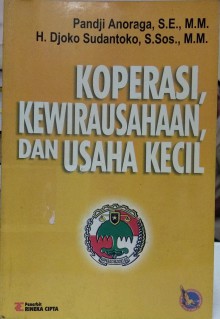 Pandji Anoraga, S.E., M.M.
H. Djoko Sudantoko, S.Sos., M.M.
KOPERASI,
KEWIRAUSAHAAN,
DAN USAHA KECIL
Penerbit
RINEKA CIPTA